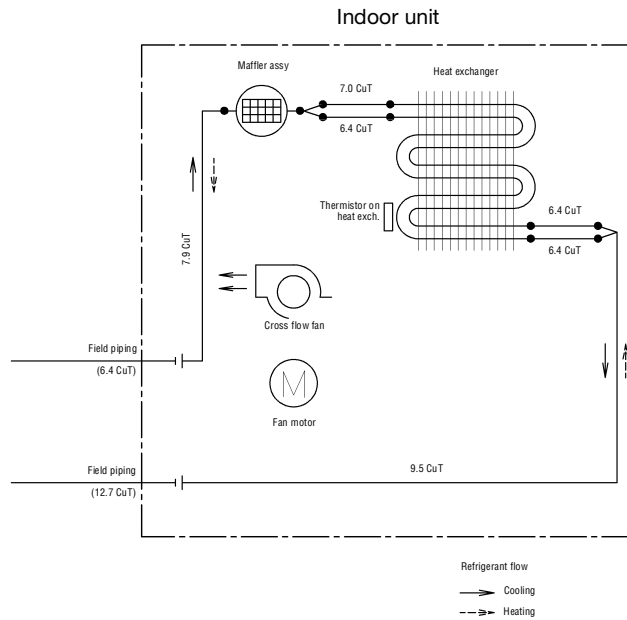 Indoor unit
Maffler assy
7.0 CuT
Heat exchanger
6.4 CuT
Thermistor on
heat exch.
6.4 CuT
6.4 CuT
7.9 CuT
Cross flow fan
Field piping
(6.4 CuT)
M
Fan motor
Field piping
(12.7 CuT)
9.5 CuT
Refrigerant flow
Cooling
Heating